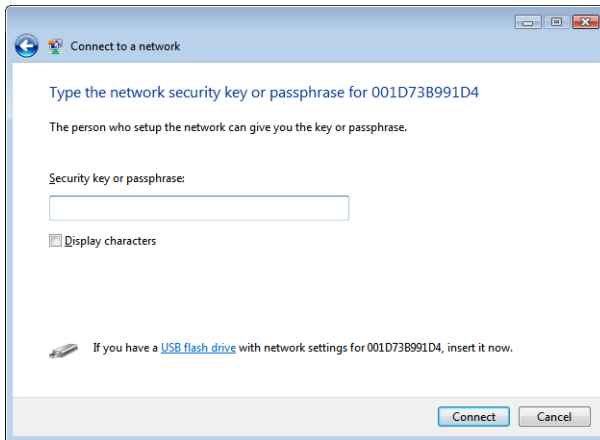 Connect to a network
Type the network security key or passphrase for 001D73B991D4
The person who setup the network can give you the key or passphrase.
Security key or passphrase:
Display characters
If you have a USB flash drive with network settings for 001D73B991D4, insert it now.
Connect
Cancel